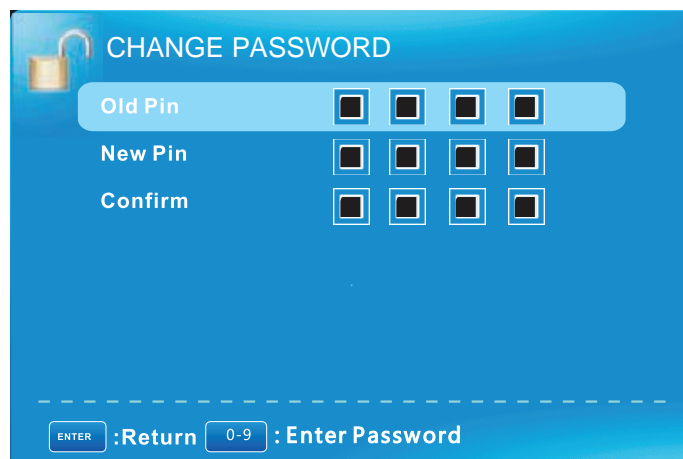 CHANGE PASSWORD
Old Pin
New Pin
Confirm
ENTER :Return 0-9 : Enter Password